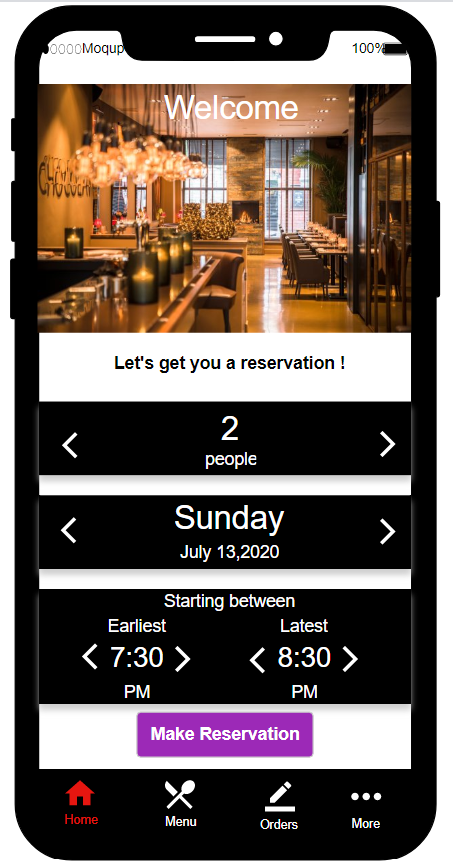 Moqup
100%
Welcome
Let's get you a reservation !
2
people
Sunday
July 13,2020
Starting between
Earliest
Latest
7:30
8:30
PM
PM
Make Reservation
Home
Menu
Orders
More